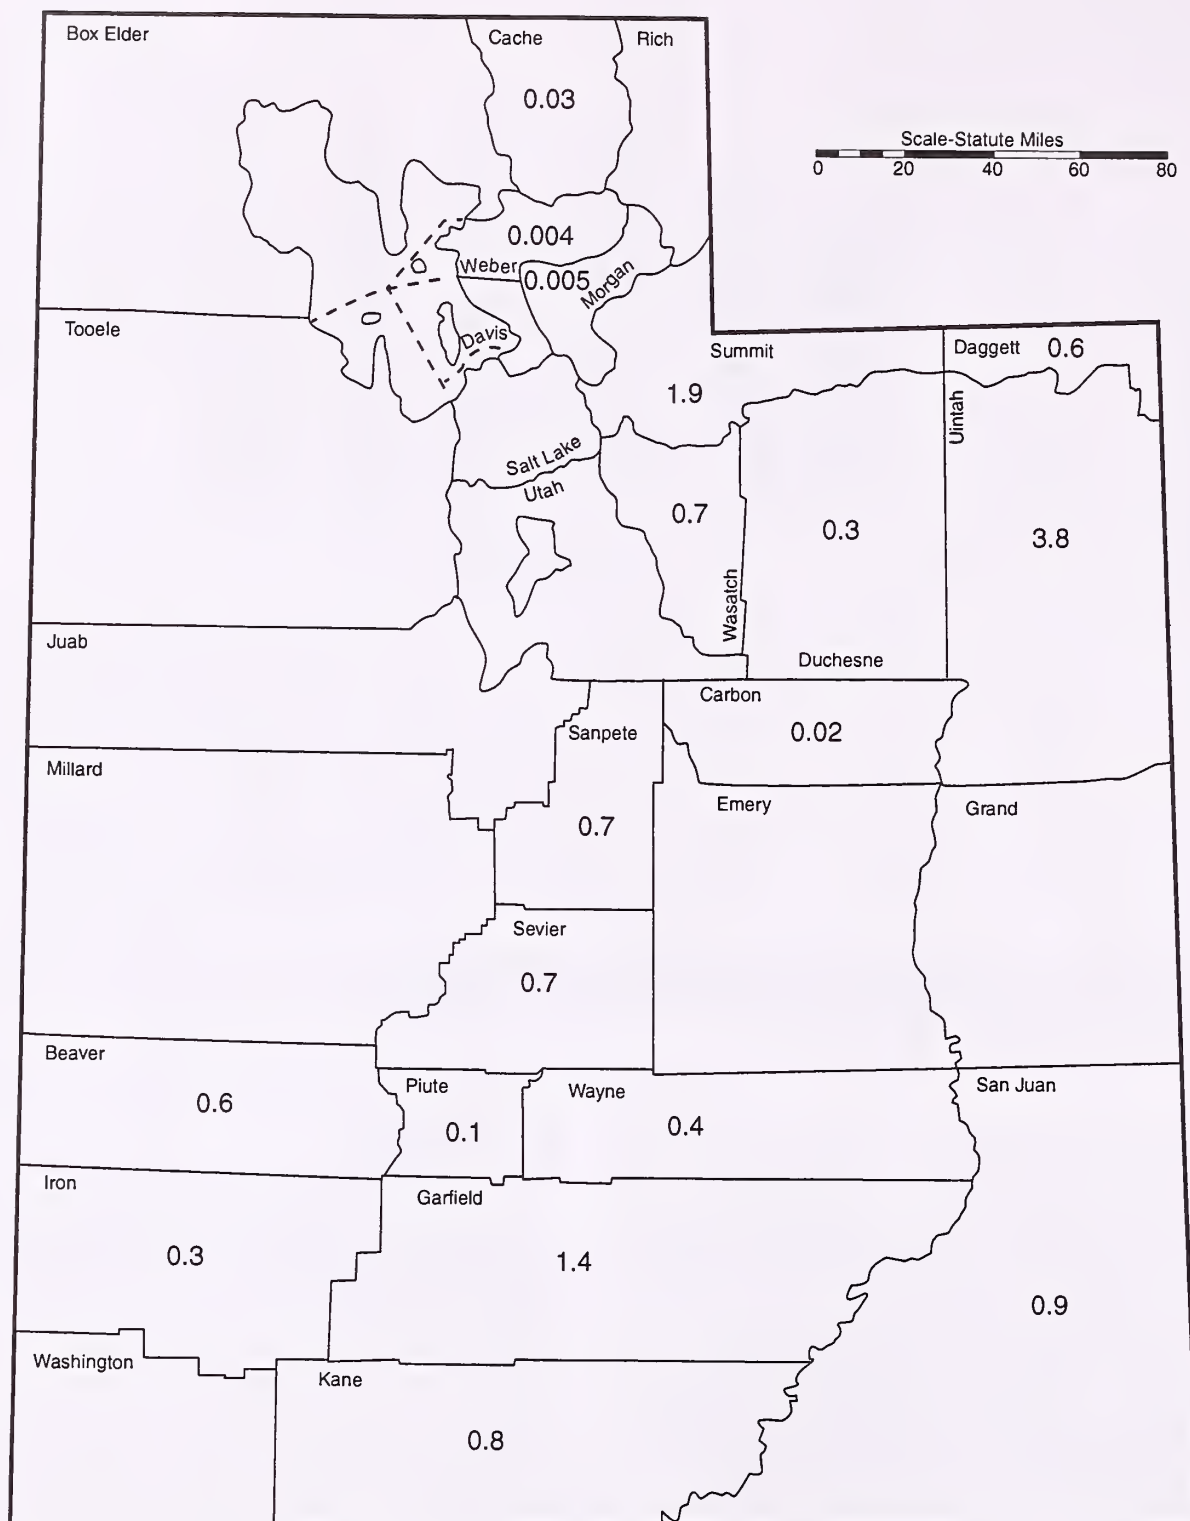 Box Elder
Cache
Rich
0.03
Scale-Statute Miles
0 20 40 60 80
0.004
Weber
0.005
Morgan
Tooele
Davis
Summit
Daggett 0.6
1.9
Uintah
Salt Lake
Utah
0.7
0.3
3.8
Wasatch
Juab
Duchesne
Carbon
Sanpete
0.02
Millard
Emery
Grand
0.7
Sevier
0.7
Beaver
Piute
Wayne
San Juan
0.6
0.1
0.4
Iron
Garfield
0.3
1.4
0.9
Washington
Kane
0.8